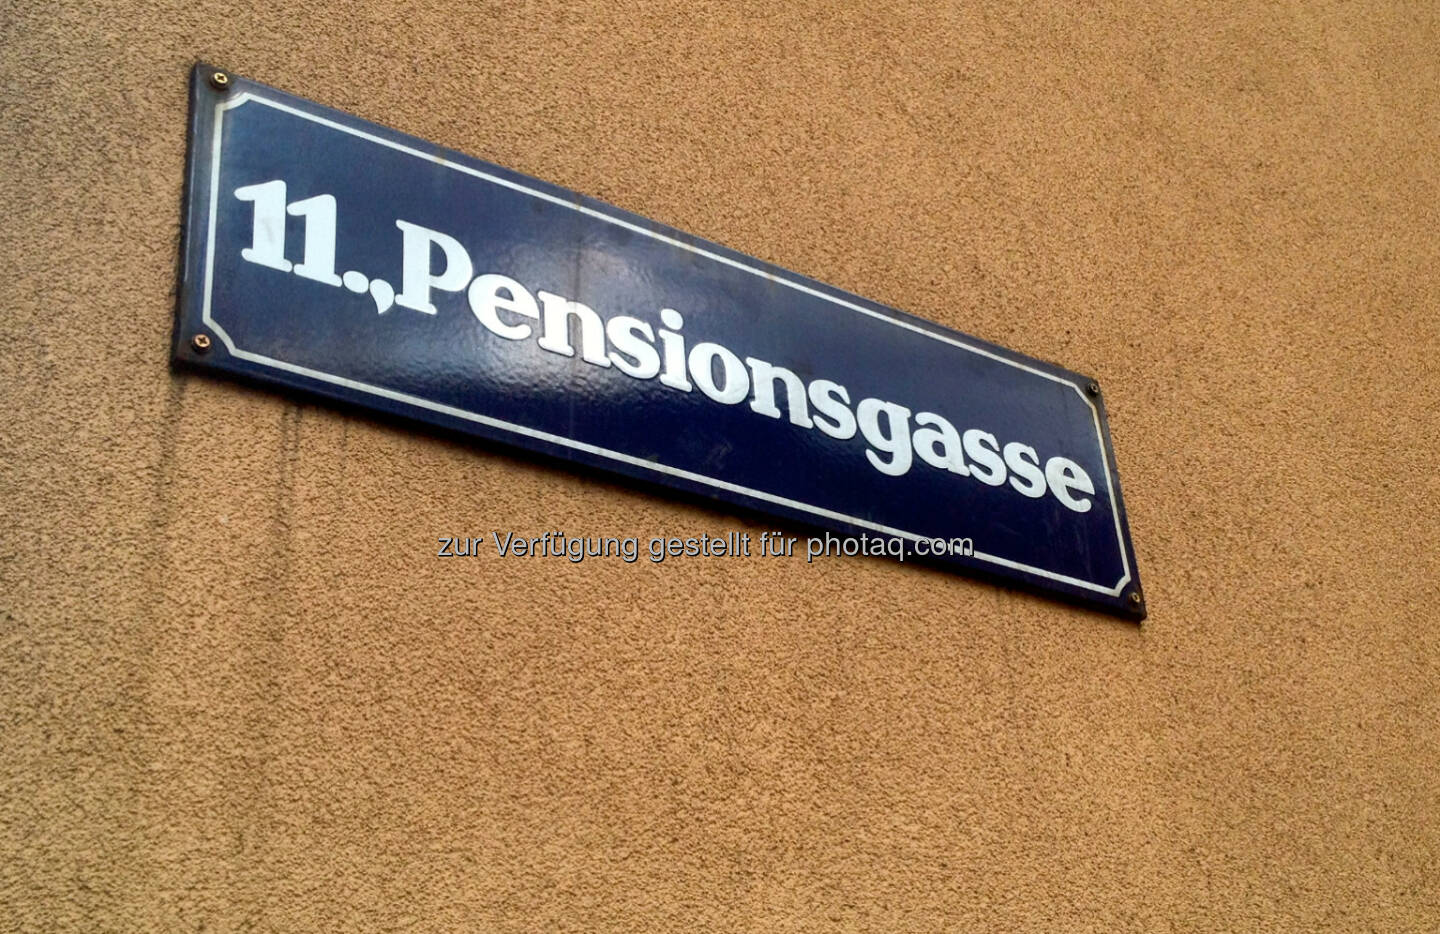 11.,Pensionsgasse
zur Verfügung gestellt für photaq.com